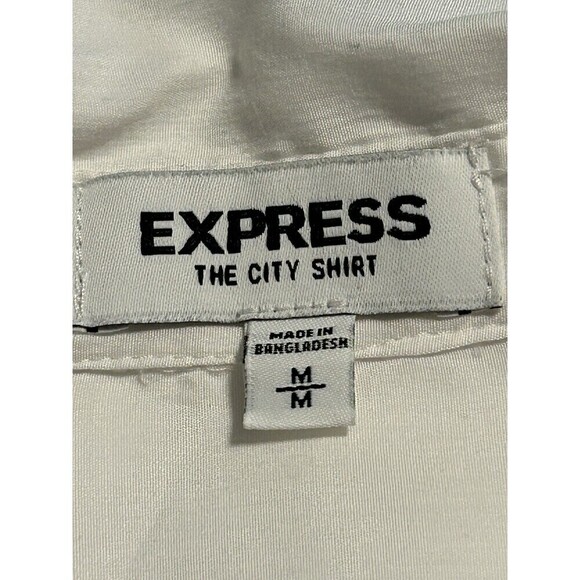 EXPRESS
THE CITY SHIRT
MADE IN
BANGLADESH
M
M